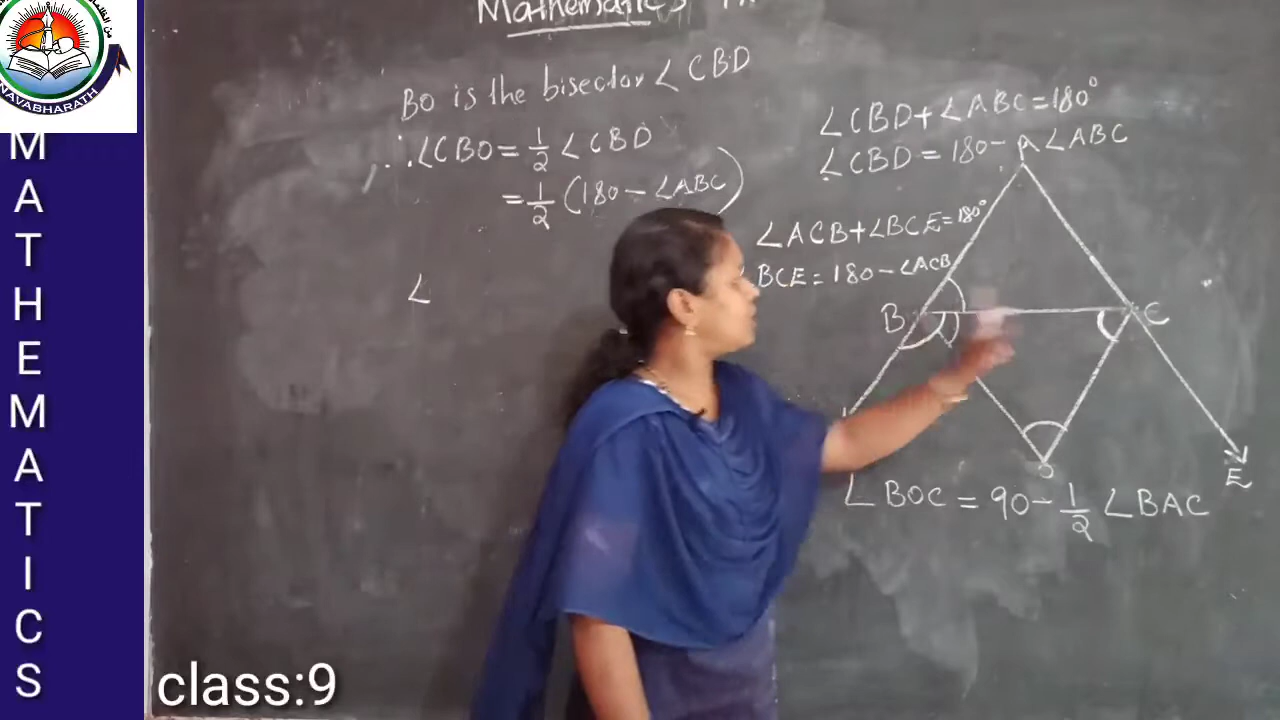 NAVABHARATH
MATHEMATICS
Mathematics
BO is the bisector ∠CBD
∴ ∠CBO = 1/2 ∠CBD
= 1/2 (180 - ∠ABC)
∠
∠CBD + ∠ABC = 180°
∠CBD = 180 - ∠ABC
A
∠ACB + ∠BCE = 180°
BCE = 180 - ∠ACB
B
C
O
E
∠BOC = 90 - 1/2 ∠BAC
class:9